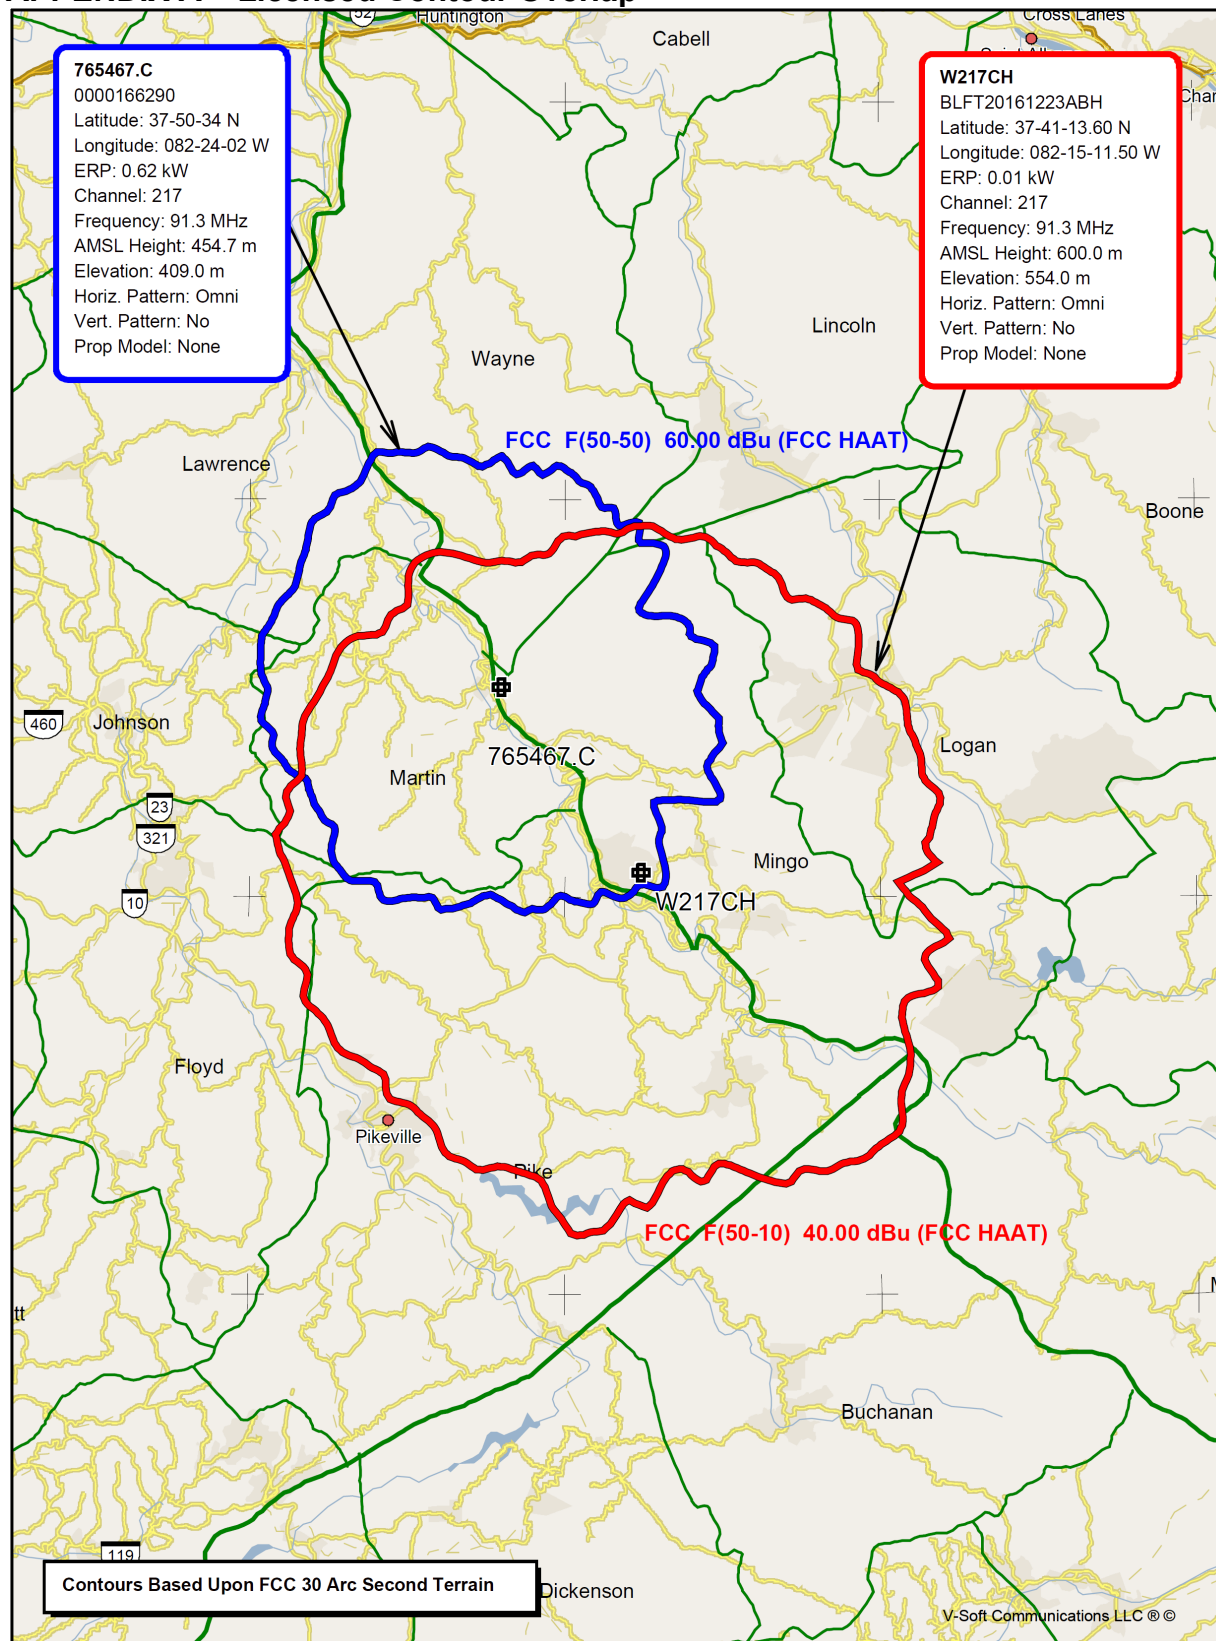 Licensed Contour Overlap
52
Huntington
Cabell
Cross Lanes
765467.C
0000166290
Latitude: 37-50-34 N
Longitude: 082-24-02 W
ERP: 0.62 kW
Channel: 217
Frequency: 91.3 MHz
AMSL Height: 454.7 m
Elevation: 409.0 m
Horiz. Pattern: Omni
Vert. Pattern: No
Prop Model: None
W217CH
BLFT20161223ABH
Latitude: 37-41-13.60 N
Longitude: 082-15-11.50 W
ERP: 0.01 kW
Channel: 217
Frequency: 91.3 MHz
AMSL Height: 600.0 m
Elevation: 554.0 m
Horiz. Pattern: Omni
Vert. Pattern: No
Prop Model: None
Lincoln
Wayne
FCC F(50-50) 60.00 dBu (FCC HAAT)
Lawrence
Boone
460
Johnson
Logan
765467.C
Martin
23
321
Mingo
10
W217CH
Floyd
Pikeville
Pike
FCC F(50-10) 40.00 dBu (FCC HAAT)
tt
Buchanan
119
Contours Based Upon FCC 30 Arc Second Terrain
Dickenson
V-Soft Communications LLC ® ©